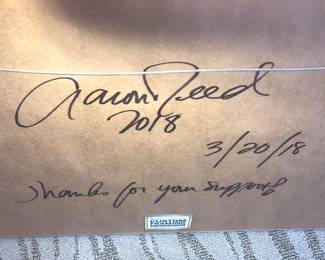 Aaron Reed
2018
3/20/18
Thanks for your support